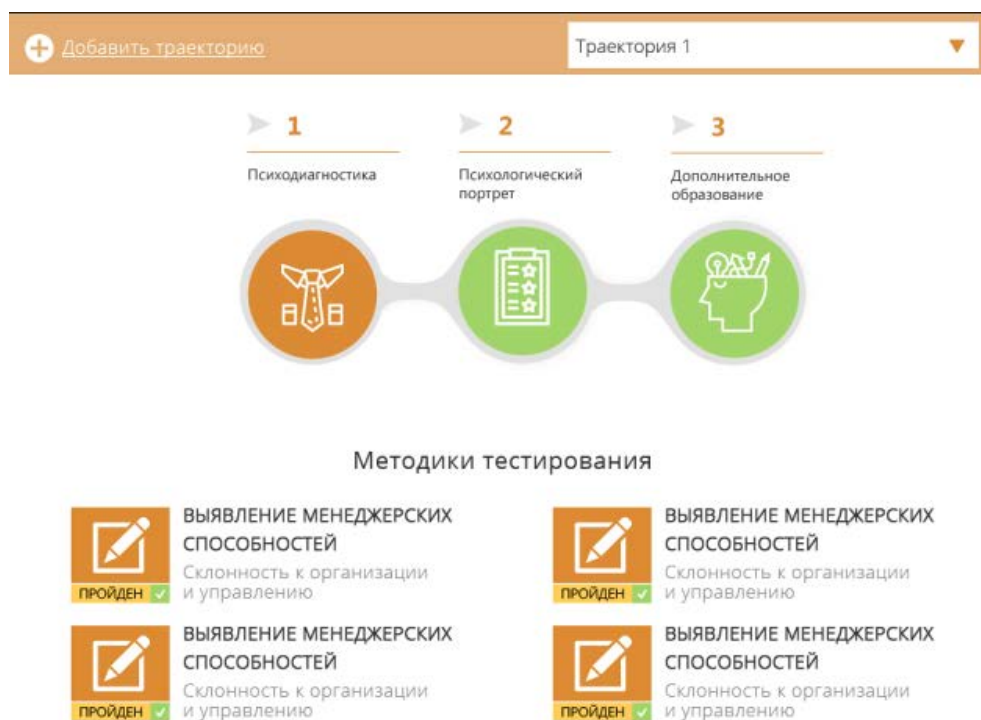 Добавить траекторию
Траектория 1
1
2
3
Психодиагностика
Психологический
портрет
Дополнительное
образование
Методики тестирования
ВЫЯВЛЕНИЕ МЕНЕДЖЕРСКИХ
СПОСОБНОСТЕЙ
Склонность к организации
и управлению
ПРОЙДЕН
ВЫЯВЛЕНИЕ МЕНЕДЖЕРСКИХ
СПОСОБНОСТЕЙ
Склонность к организации
и управлению
ПРОЙДЕН
ВЫЯВЛЕНИЕ МЕНЕДЖЕРСКИХ
СПОСОБНОСТЕЙ
Склонность к организации
и управлению
ПРОЙДЕН
ВЫЯВЛЕНИЕ МЕНЕДЖЕРСКИХ
СПОСОБНОСТЕЙ
Склонность к организации
и управлению
ПРОЙДЕН